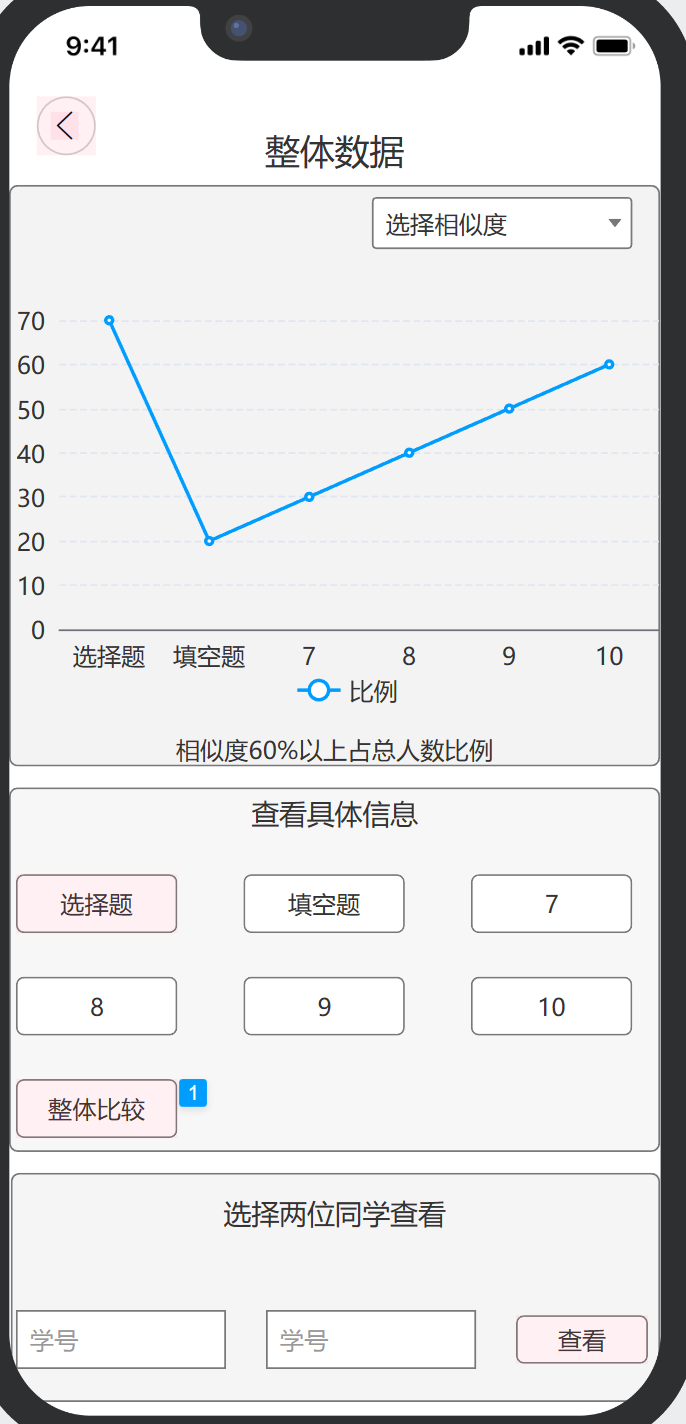 9:41
整体数据
选择相似度
70
60
50
40
30
20
10
0
选择题 填空题 7 8 9 10
比例
相似度60%以上占总人数比例
查看具体信息
选择题 填空题 7
8 9 10
整体比较 1
选择两位同学查看
学号 学号 查看